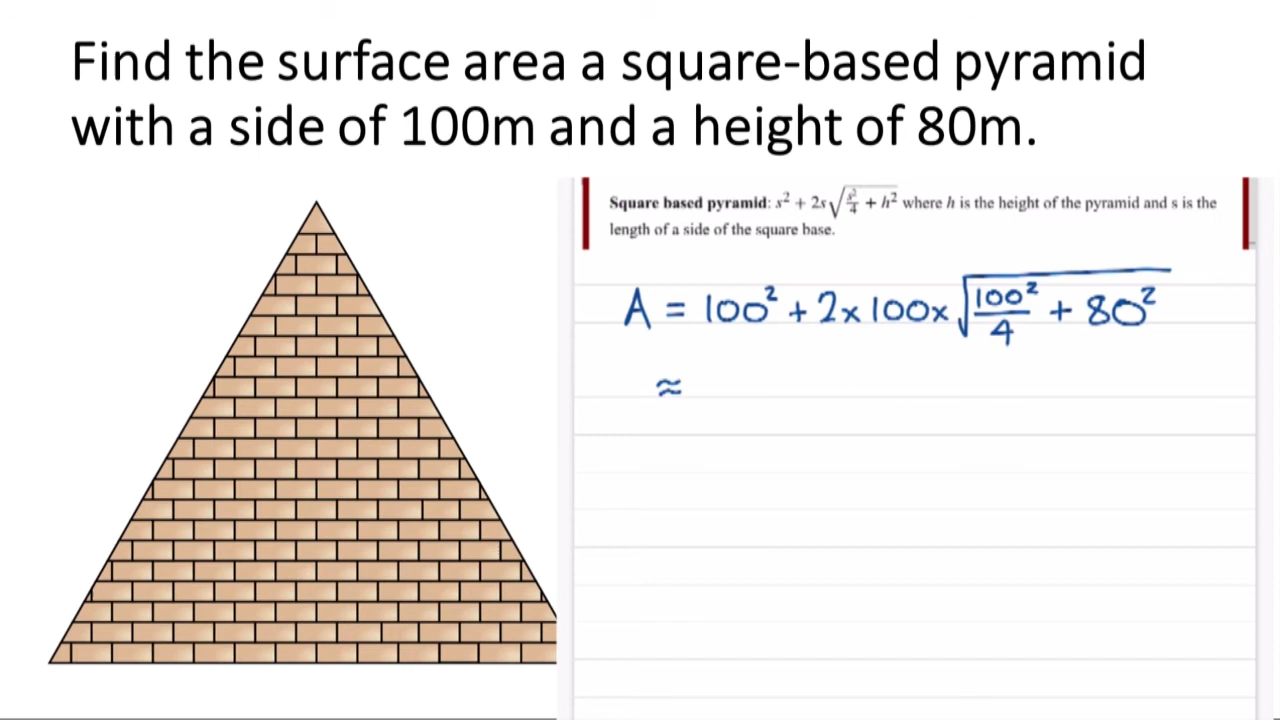 Find the surface area a square-based pyramid
with a side of 100m and a height of 80m.
Square based pyramid: s² + 2s√(s²/4 + h²) where h is the height of the pyramid and s is the
length of a side of the square base.
A = 100² + 2x100x√(100²/4 + 80²)
≈